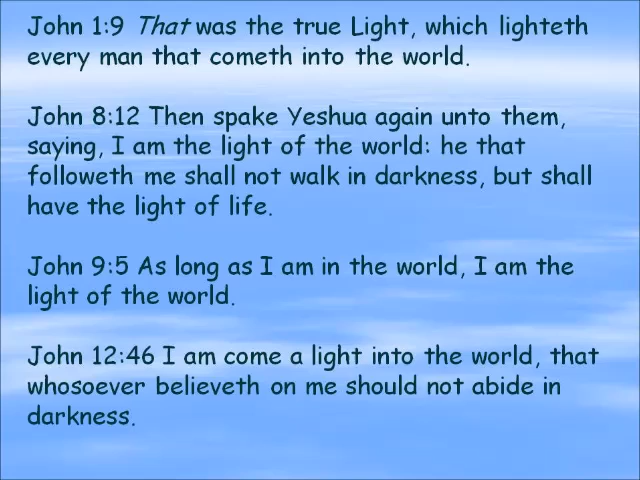 John 1:9 That was the true Light, which lighteth
every man that cometh into the world.
John 8:12 Then spake Yeshua again unto them,
saying, I am the light of the world: he that
followeth me shall not walk in darkness, but shall
have the light of life.
John 9:5 As long as I am in the world, I am the
light of the world.
John 12:46 I am come a light into the world, that
whosoever believeth on me should not abide in
darkness.